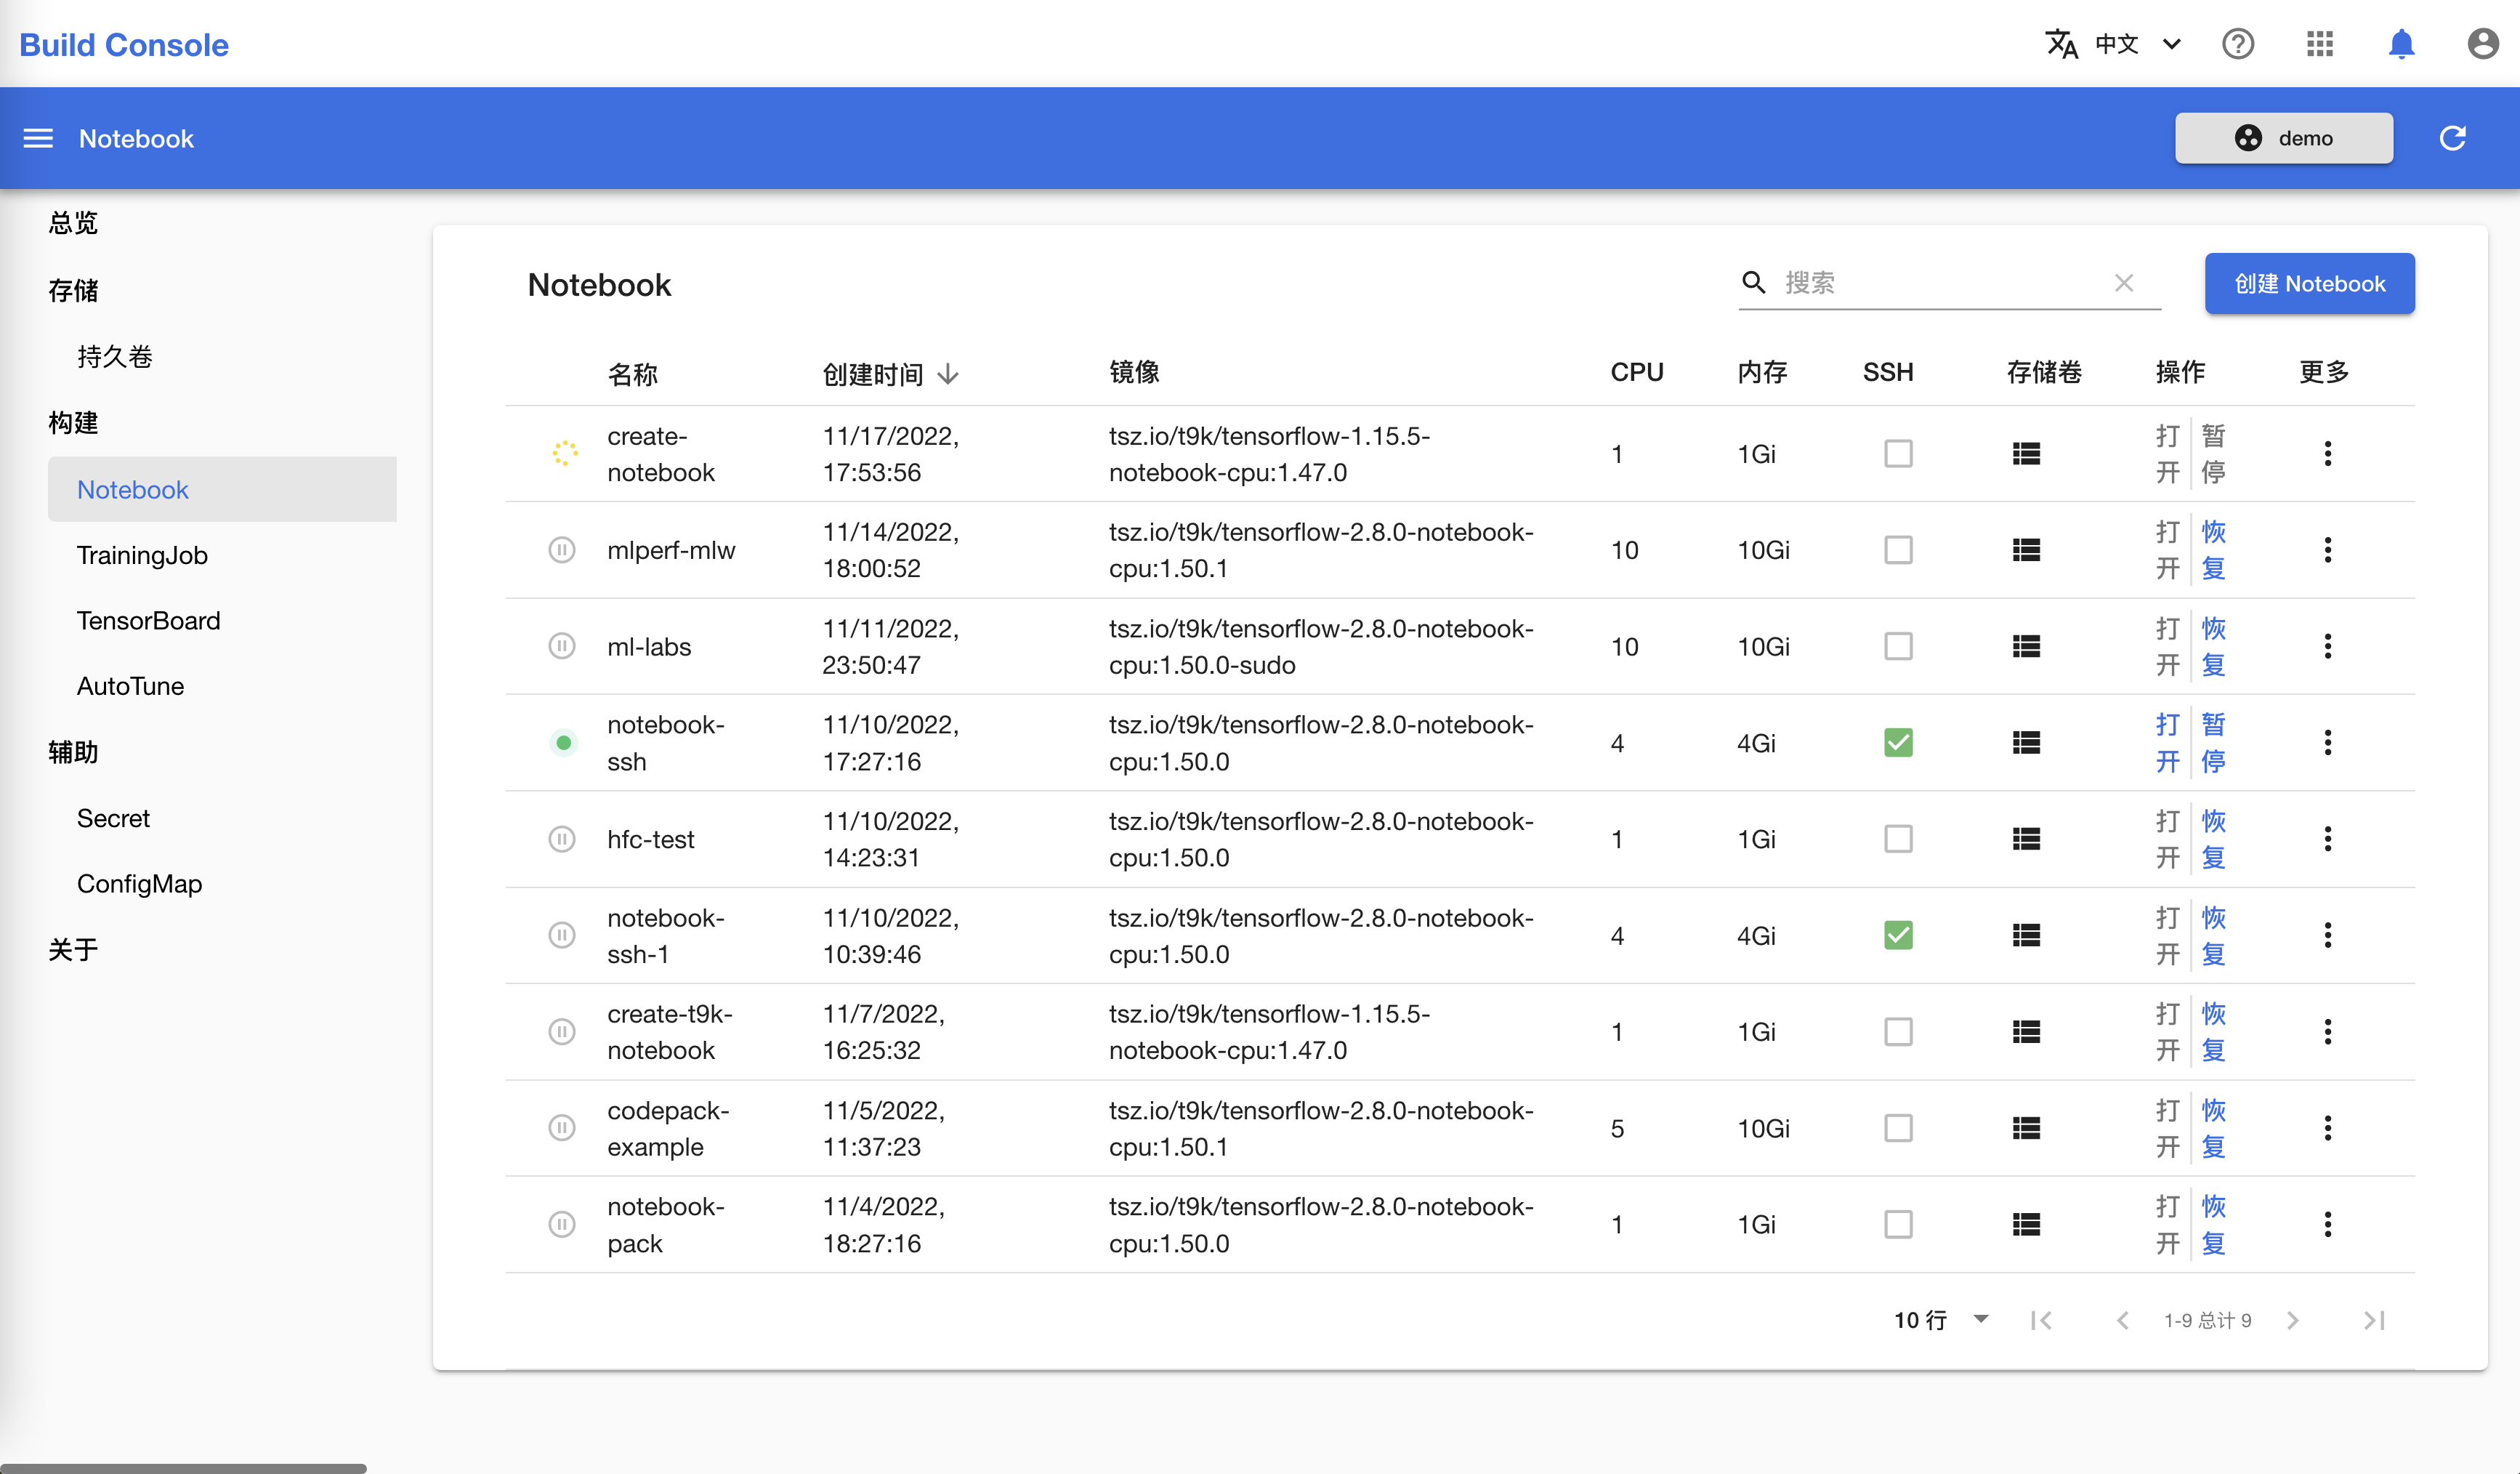 Build Console
中文
Notebook
demo
总览
存储
持久卷
构建
Notebook
TrainingJob
TensorBoard
AutoTune
辅助
Secret
ConfigMap
关于
Notebook
搜索
创建 Notebook
名称 创建时间 镜像 CPU 内存 SSH 存储卷 操作 更多
create- 11/17/2022, tsz.io/t9k/tensorflow-1.15.5- 打 暂
1 1Gi
notebook 17:53:56 notebook-cpu:1.47.0 开 停
11/14/2022, tsz.io/t9k/tensorflow-2.8.0-notebook- 打 恢
mlperf-mlw 10 10Gi
18:00:52 cpu:1.50.1 开 复
11/11/2022, tsz.io/t9k/tensorflow-2.8.0-notebook- 打 恢
ml-labs 10 10Gi
23:50:47 cpu:1.50.0-sudo 开 复
notebook- 11/10/2022, tsz.io/t9k/tensorflow-2.8.0-notebook- 打 暂
4 4Gi
ssh 17:27:16 cpu:1.50.0 开 停
11/10/2022, tsz.io/t9k/tensorflow-2.8.0-notebook- 打 恢
hfc-test 1 1Gi
14:23:31 cpu:1.50.0 开 复
notebook- 11/10/2022, tsz.io/t9k/tensorflow-2.8.0-notebook- 打 恢
4 4Gi
ssh-1 10:39:46 cpu:1.50.0 开 复
create-t9k- 11/7/2022, tsz.io/t9k/tensorflow-1.15.5- 打 恢
1 1Gi
notebook 16:25:32 notebook-cpu:1.47.0 开 复
codepack- 11/5/2022, tsz.io/t9k/tensorflow-2.8.0-notebook- 打 恢
5 10Gi
example 11:37:23 cpu:1.50.1 开 复
notebook- 11/4/2022, tsz.io/t9k/tensorflow-2.8.0-notebook- 打 恢
1 1Gi
pack 18:27:16 cpu:1.50.0 开 复
10 行 1-9 总计 9